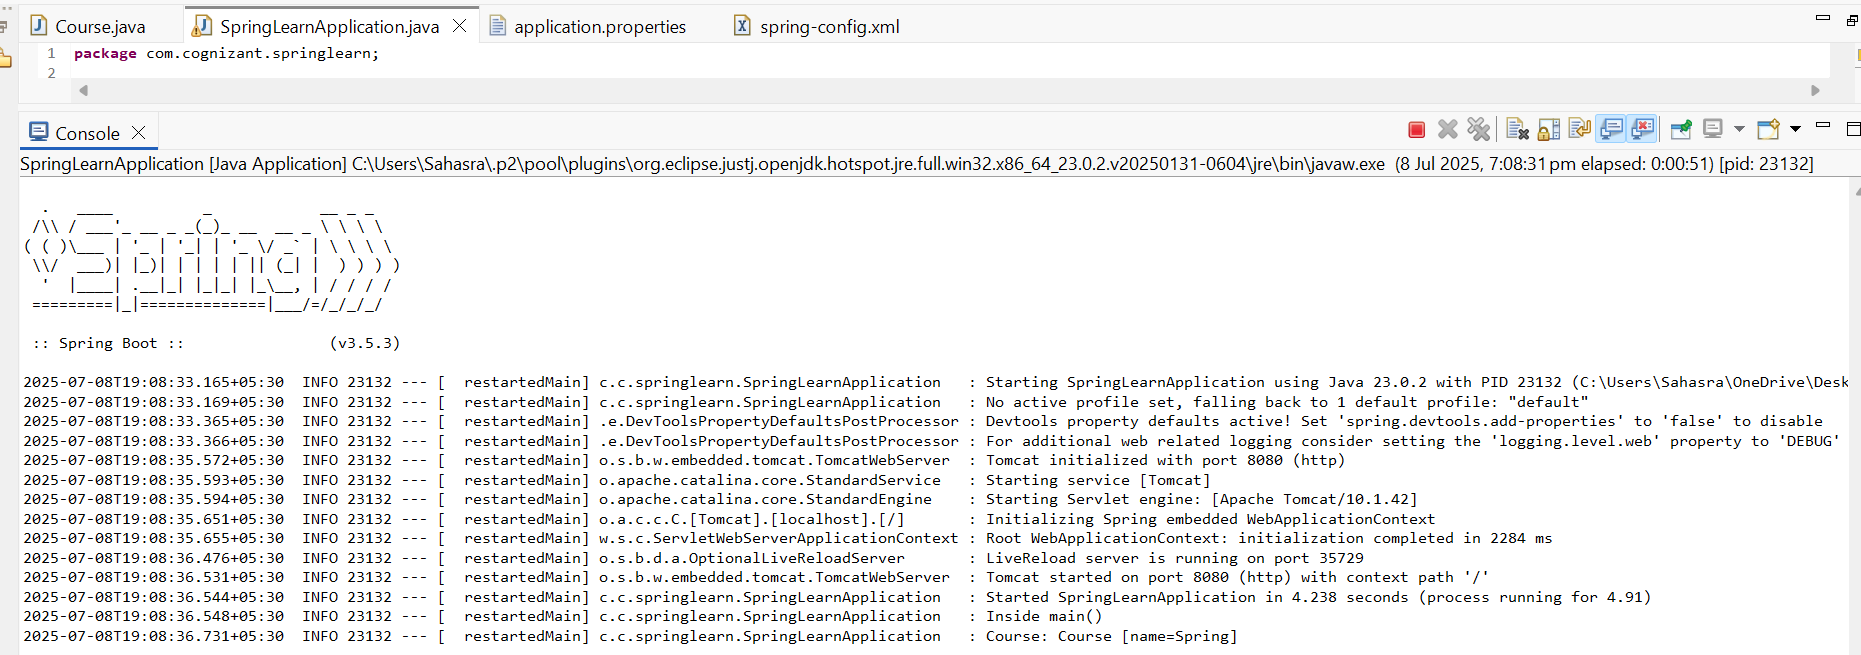 Course.java
SpringLearnApplication.java
application.properties
spring-config.xml
1 package com.cognizant.springlearn;
2
Console
SpringLearnApplication [Java Application] C:\Users\Sahasra\.p2\pool\plugins\org.eclipse.justj.openjdk.hotspot.jre.full.win32.x86_64_23.0.2.v20250131-0604\jre\bin\javaw.exe (8 Jul 2025, 7:08:31 pm elapsed: 0:00:51) [pid: 23132]
  .   ____          _            __ _ _
 /\\ / ___'_ __ _ _(_)_ __  __ _ \ \ \ \
( ( )\___ | '_ | '_| | '_ \/ _` | \ \ \ \
 \\/  ___)| |_)| | | | | || (_| |  ) ) ) )
  '  |____| .__|_| |_|_| |_\__, | / / / /
 =========|_|==============|___/=/_/_/_/
 :: Spring Boot ::                (v3.5.3)
2025-07-08T19:08:33.165+05:30  INFO 23132 --- [  restartedMain] c.c.springlearn.SpringLearnApplication   : Starting SpringLearnApplication using Java 23.0.2 with PID 23132 (C:\Users\Sahasra\OneDrive\Desk
2025-07-08T19:08:33.169+05:30  INFO 23132 --- [  restartedMain] c.c.springlearn.SpringLearnApplication   : No active profile set, falling back to 1 default profile: "default"
2025-07-08T19:08:33.365+05:30  INFO 23132 --- [  restartedMain] .e.DevToolsPropertyDefaultsPostProcessor : Devtools property defaults active! Set 'spring.devtools.add-properties' to 'false' to disable
2025-07-08T19:08:33.366+05:30  INFO 23132 --- [  restartedMain] .e.DevToolsPropertyDefaultsPostProcessor : For additional web related logging consider setting the 'logging.level.web' property to 'DEBUG'
2025-07-08T19:08:35.572+05:30  INFO 23132 --- [  restartedMain] o.s.b.w.embedded.tomcat.TomcatWebServer  : Tomcat initialized with port 8080 (http)
2025-07-08T19:08:35.593+05:30  INFO 23132 --- [  restartedMain] o.apache.catalina.core.StandardService   : Starting service [Tomcat]
2025-07-08T19:08:35.594+05:30  INFO 23132 --- [  restartedMain] o.apache.catalina.core.StandardEngine    : Starting Servlet engine: [Apache Tomcat/10.1.42]
2025-07-08T19:08:35.651+05:30  INFO 23132 --- [  restartedMain] o.a.c.c.C.[Tomcat].[localhost].[/]       : Initializing Spring embedded WebApplicationContext
2025-07-08T19:08:35.655+05:30  INFO 23132 --- [  restartedMain] w.s.c.ServletWebServerApplicationContext : Root WebApplicationContext: initialization completed in 2284 ms
2025-07-08T19:08:36.476+05:30  INFO 23132 --- [  restartedMain] o.s.b.d.a.OptionalLiveReloadServer       : LiveReload server is running on port 35729
2025-07-08T19:08:36.531+05:30  INFO 23132 --- [  restartedMain] o.s.b.w.embedded.tomcat.TomcatWebServer  : Tomcat started on port 8080 (http) with context path '/'
2025-07-08T19:08:36.544+05:30  INFO 23132 --- [  restartedMain] c.c.springlearn.SpringLearnApplication   : Started SpringLearnApplication in 4.238 seconds (process running for 4.91)
2025-07-08T19:08:36.548+05:30  INFO 23132 --- [  restartedMain] c.c.springlearn.SpringLearnApplication   : Inside main()
2025-07-08T19:08:36.731+05:30  INFO 23132 --- [  restartedMain] c.c.springlearn.SpringLearnApplication   : Course: Course [name=Spring]